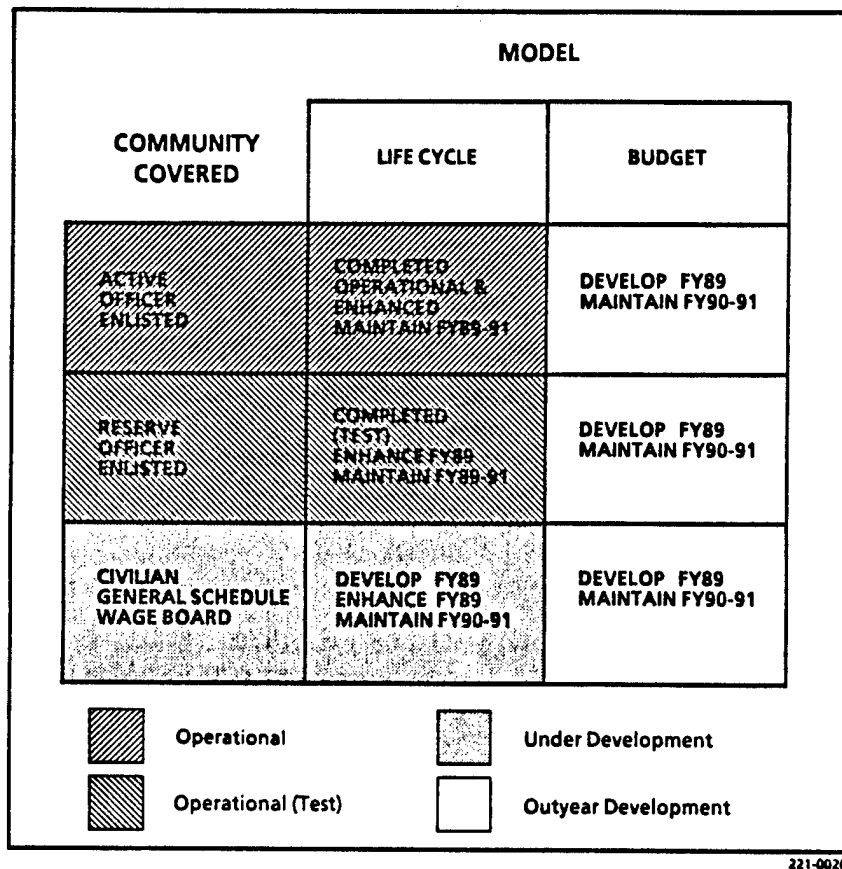 MODEL
COMMUNITY
COVERED
LIFE CYCLE
BUDGET
ACTIVE
OFFICER
ENLISTED
COMPLETED
OPERATIONAL &
ENHANCED
MAINTAIN FY89-91
DEVELOP FY89
MAINTAIN FY90-91
RESERVE
OFFICER
ENLISTED
COMPLETED
(TEST)
ENHANCE FY89
MAINTAIN FY89-91
DEVELOP FY89
MAINTAIN FY90-91
CIVILIAN
GENERAL SCHEDULE
WAGE BOARD
DEVELOP FY89
ENHANCE FY89
MAINTAIN FY90-91
DEVELOP FY89
MAINTAIN FY90-91
Operational
Under Development
Operational (Test)
Outyear Development